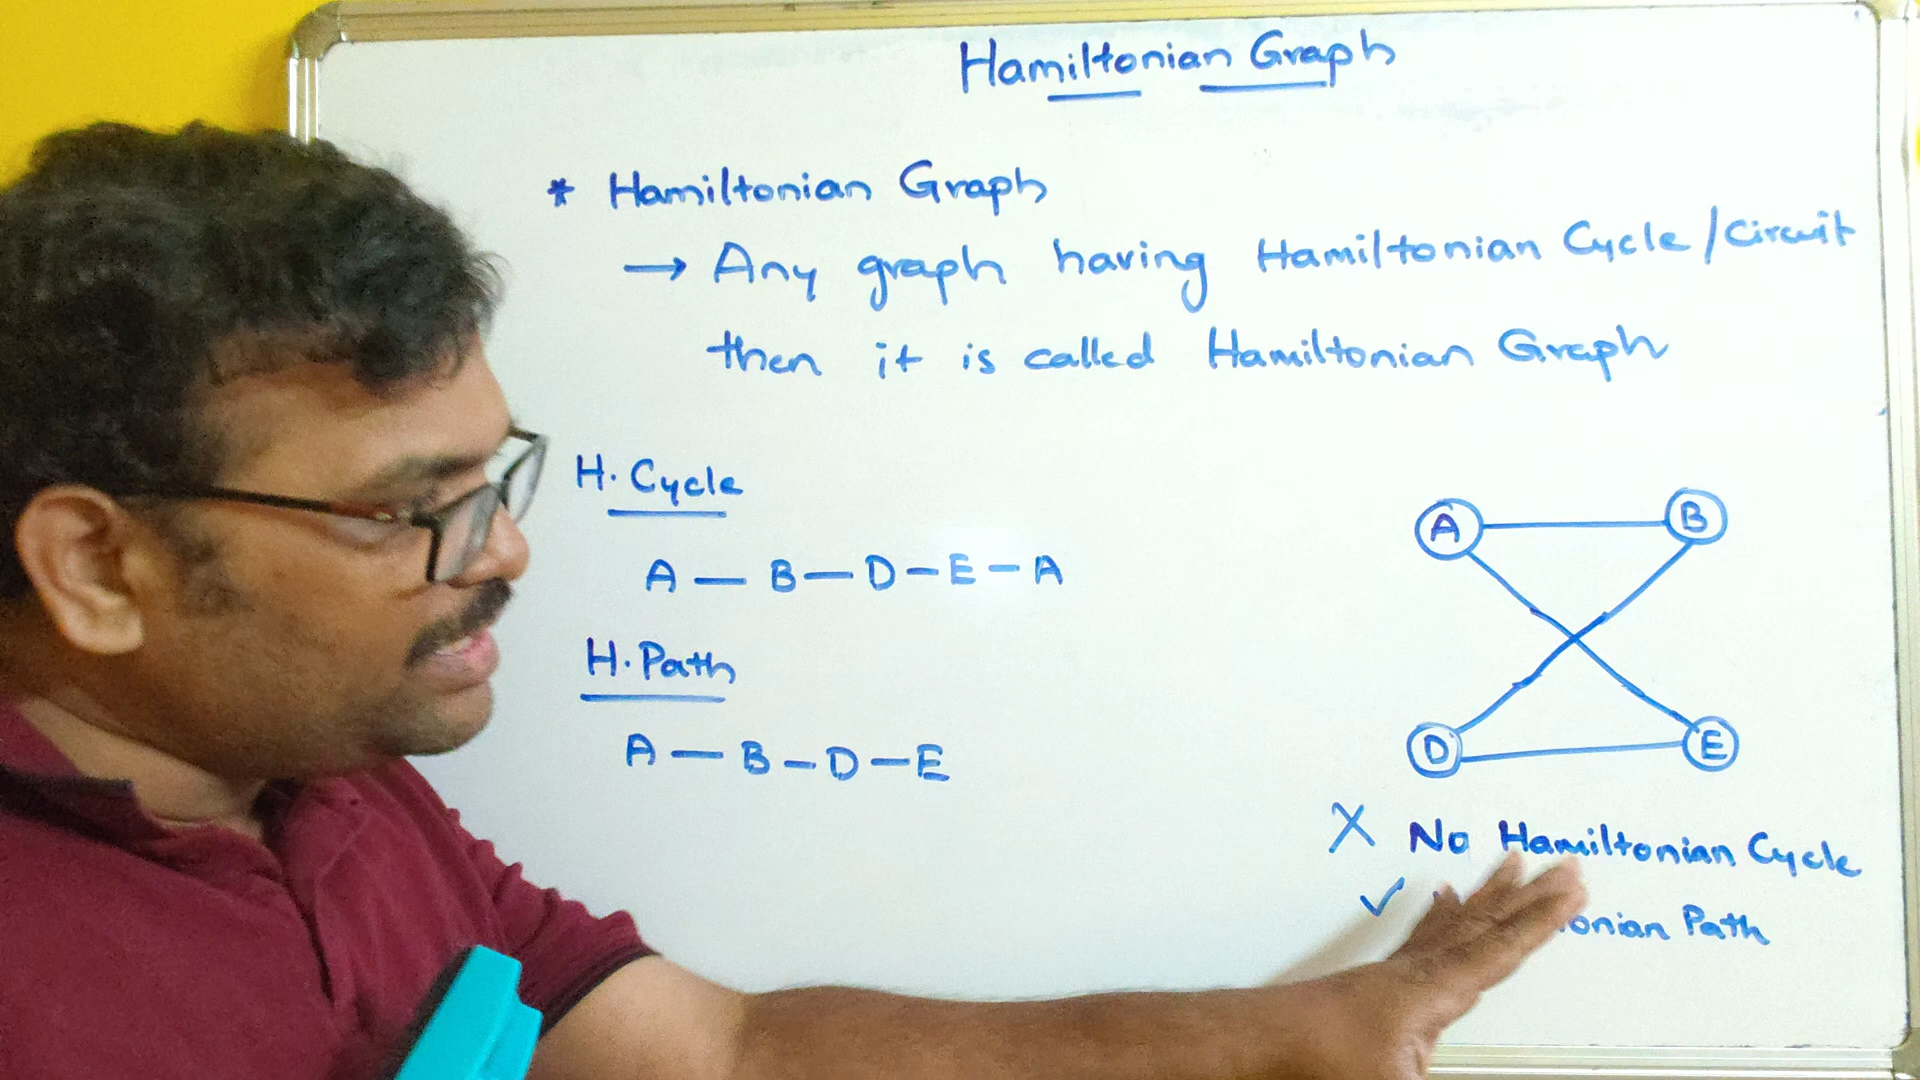 Hamiltonian Graph
* Hamiltonian Graph
→ Any graph having Hamiltonian Cycle/Circuit
then it is called Hamiltonian Graph
H. Cycle
A — B — D — E — A
H. Path
A — B — D — E
A B
D E
X No Hamiltonian Cycle
✓ onian Path